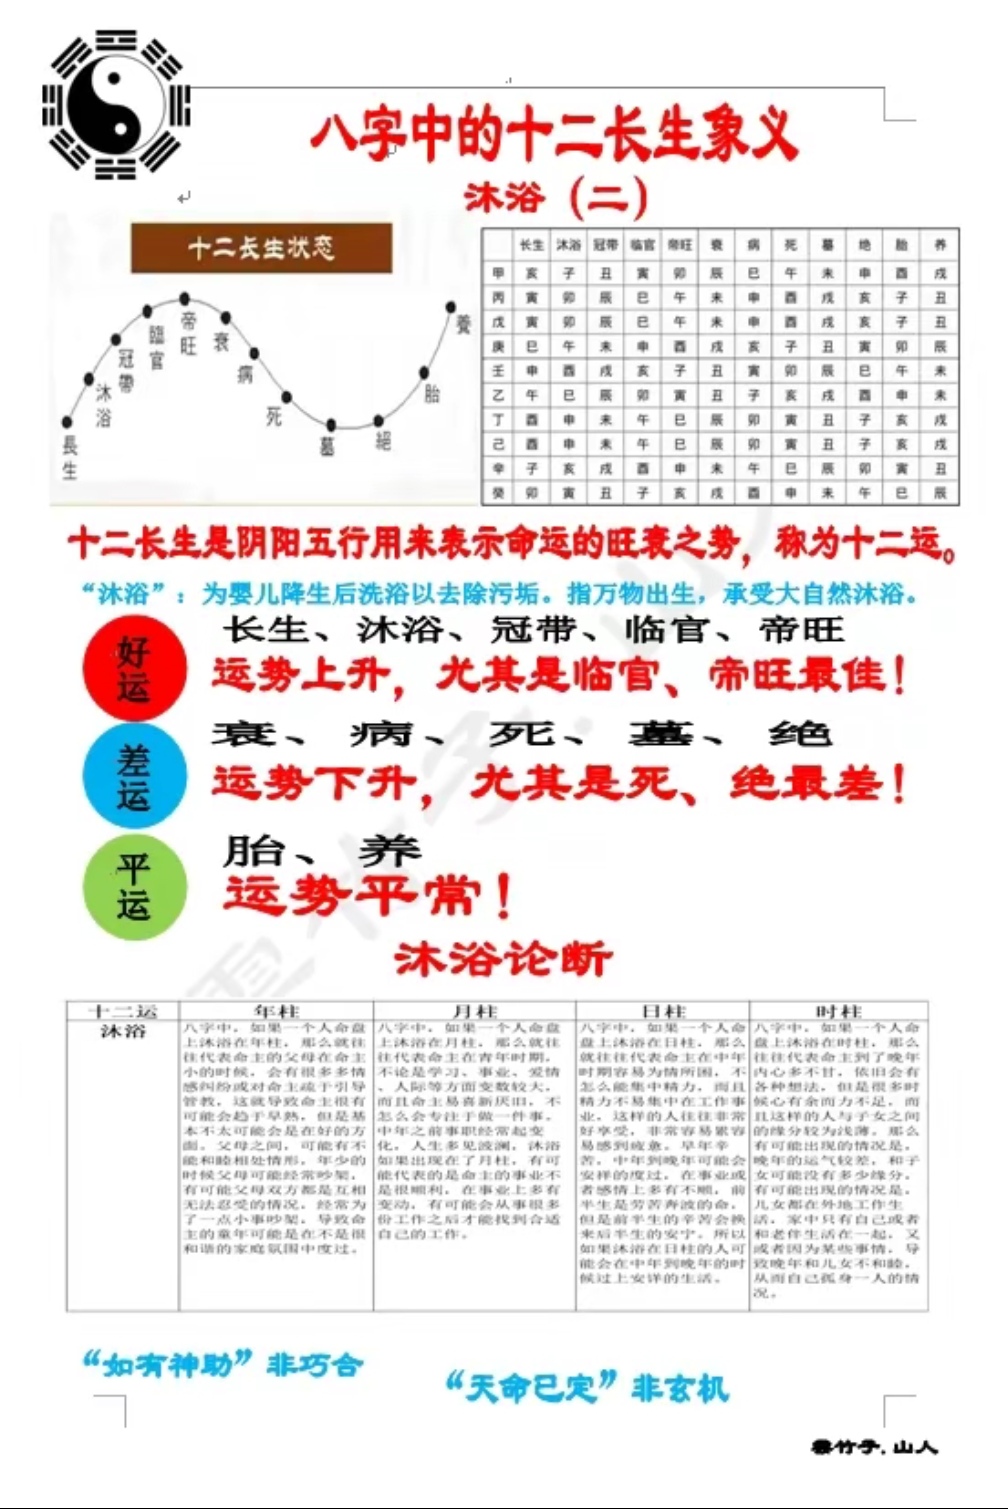 八字中的十二长生象义
沐浴（二）
十二长生状态
長生
沐浴
冠帶
臨官
帝旺
衰
病
死
墓
絕
胎
養
长生 沐浴 冠带 临官 帝旺 衰 病 死 墓 绝 胎 养
甲 亥 子 丑 寅 卯 辰 巳 午 未 申 酉 戌
丙 寅 卯 辰 巳 午 未 申 酉 戌 亥 子 丑
戊 寅 卯 辰 巳 午 未 申 酉 戌 亥 子 丑
庚 巳 午 未 申 酉 戌 亥 子 丑 寅 卯 辰
壬 申 酉 戌 亥 子 丑 寅 卯 辰 巳 午 未
乙 午 巳 辰 卯 寅 丑 子 亥 戌 酉 申 未
丁 酉 申 未 午 巳 辰 卯 寅 丑 子 亥 戌
己 酉 申 未 午 巳 辰 卯 寅 丑 子 亥 戌
辛 子 亥 戌 酉 申 未 午 巳 辰 卯 寅 丑
癸 卯 寅 丑 子 亥 戌 酉 申 未 午 巳 辰
十二长生是阴阳五行用来表示命运的旺衰之势，称为十二运。
“沐浴”：为婴儿降生后洗浴以去除污垢。指万物出生，承受大自然沐浴。
好运
长生、沐浴、冠带、临官、帝旺
运势上升，尤其是临官、帝旺最佳！
差运
衰、病、死、墓、绝
运势下升，尤其是死、绝最差！
平运
胎、养
运势平常！
沐浴论断
十二运 年柱 月柱 日柱 时柱
沐浴
八字中，如果一个人命盘
上沐浴在年柱，那么就往
往代表命主的父母在命主
小的时候，会有很多多情
感纠纷或对命主疏于引导
管教，这就导致命主很有
可能会趋于早熟，但是基
本不太可能会是在好的方
面。父母之间，可能有不
能和睦相处情形，年少的
时候父母可能经常吵架，
有可能父母双方都是互相
无法忍受的情况，经常为
了一点小事吵架，导致命
主的童年可能是在不是很
和谐的家庭氛围中度过。
八字中，如果一个人命盘
上沐浴在月柱，那么就往
往代表命主在青年时期，
不论是学习、事业、爱情
、人际等方面变数较大，
而且命主易喜新厌旧，不
怎么会专注于做一件事。
中年之前事职经常起变
化，人生多见波澜，沐浴
如果出现在了月柱，有可
能代表的是命主的事业不
是很顺利，在事业上多有
变动，有可能会从事很多
份工作之后才能找到合适
自己的工作。
八字中，如果一个人命
盘上沐浴在日柱，那么
就往往代表命主在中年
时期容易为情所困，不
怎么能集中精力，而且
精力不易集中在工作事
业，这样的人往往非常
好享受，非常容易累容
易感到疲惫。早年辛
苦，中年到晚年可能会
安祥的度过，在事业或
者感情上多有不顺，前
半生是劳苦奔波的命，
但是前半生的辛苦会换
来后半生的安宁。所以
如果沐浴在日柱的人可
能会在中年到晚年的时
候过上安详的生活。
八字中，如果一个人命
盘上沐浴在时柱，那么
往往代表命主到了晚年
内心多不甘，依旧会有
各种想法，但是很多时
候心有余而力不足，而
且这样的人与子女之间
的缘分较为浅薄。那么
有可能出现的情况是，
晚年的运气较差，和子
女可能没有多少缘分，
有可能出现的情况是，
儿女都在外地工作生
活，家中只有自己或者
和老伴生活在一起，又
或者因为某些事情，导
致晚年和儿女不和睦，
从而自己孤身一人的情
况。
“如有神助”非巧合
“天命已定”非玄机
云竹子.山人